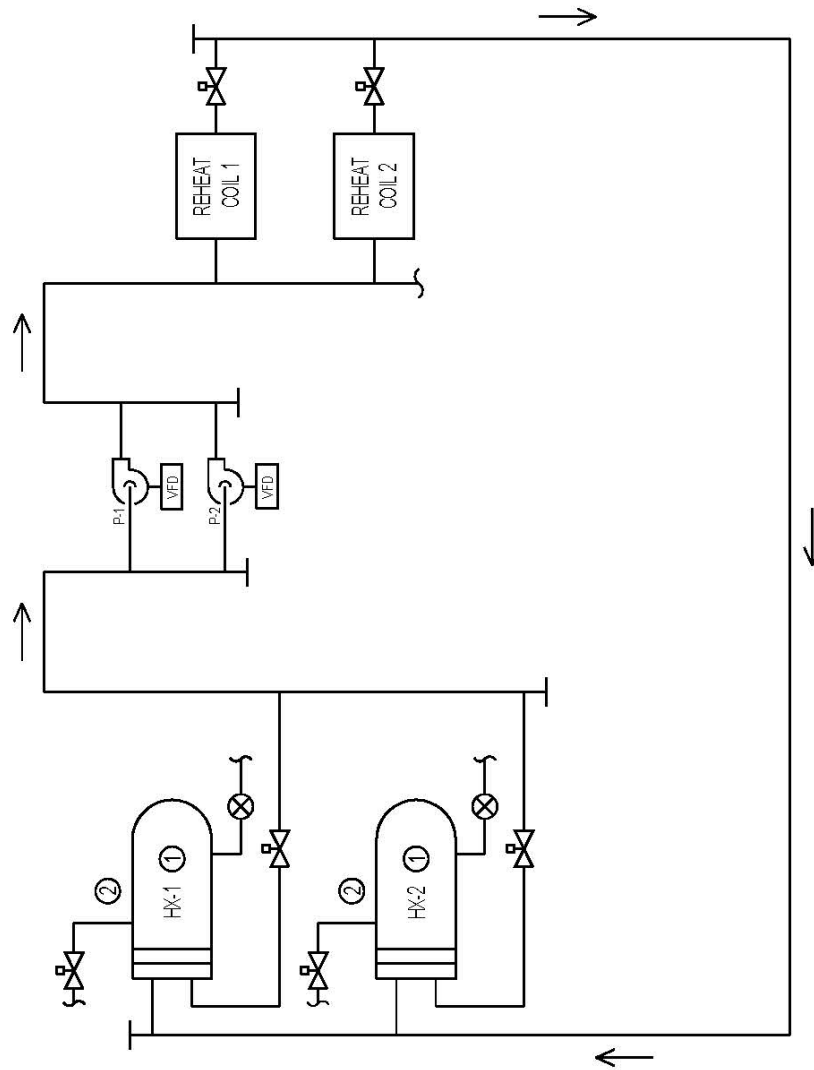 REHEAT
COIL 1
REHEAT
COIL 2
P-1
VFD
P-2
VFD
2
1
HX-1
2
1
HX-2